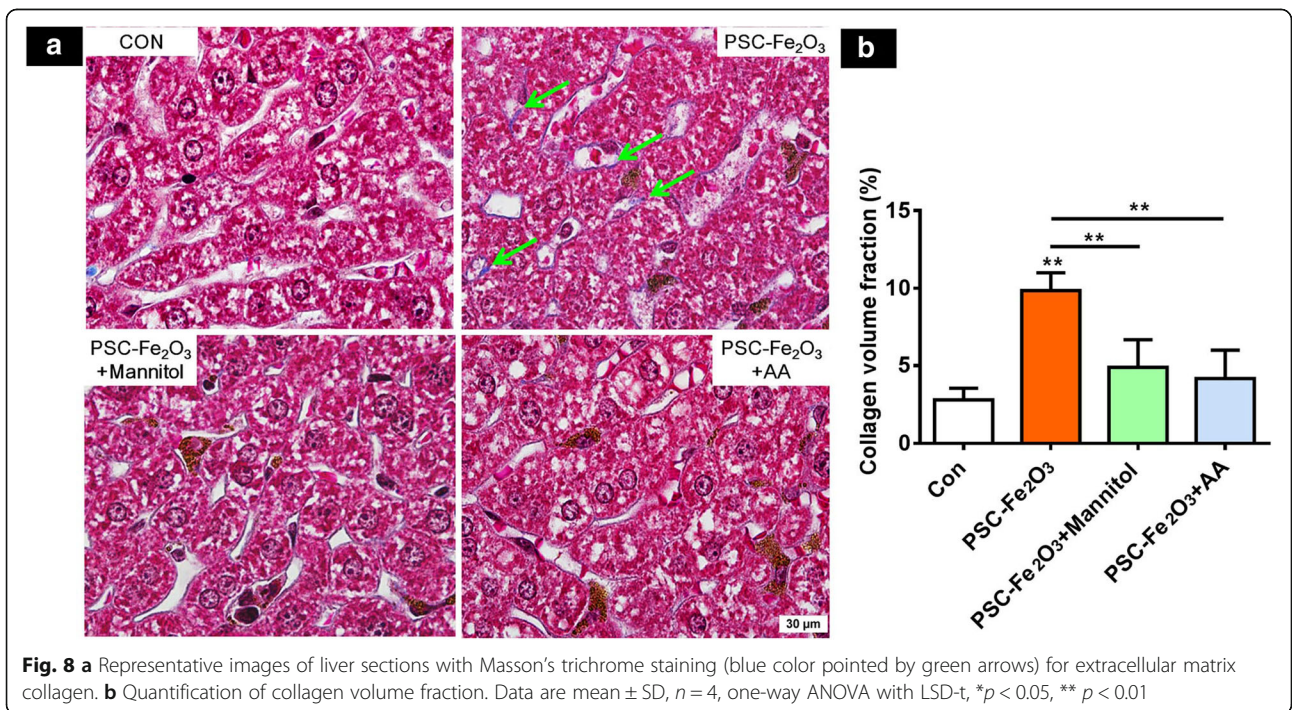 a
CON
PSC-Fe₂O₃
PSC-Fe₂O₃
+Mannitol
PSC-Fe₂O₃
+AA
30 µm
b
Collagen volume fraction (%)
15
10
5
0
**
**
**
Con
PSC-Fe₂O₃
PSC-Fe₂O₃+Mannitol
PSC-Fe₂O₃+AA
Fig. 8 a Representative images of liver sections with Masson's trichrome staining (blue color pointed by green arrows) for extracellular matrix
collagen. b Quantification of collagen volume fraction. Data are mean ± SD, n = 4, one-way ANOVA with LSD-t, *p < 0.05, ** p < 0.01